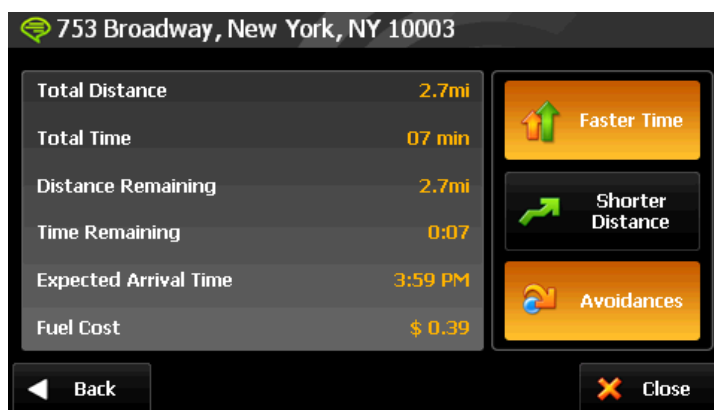 753 Broadway, New York, NY 10003
Total Distance 2.7mi
Total Time 07 min
Distance Remaining 2.7mi
Time Remaining 0:07
Expected Arrival Time 3:59 PM
Fuel Cost $ 0.39
Faster Time
Shorter
Distance
Avoidances
Back
Close